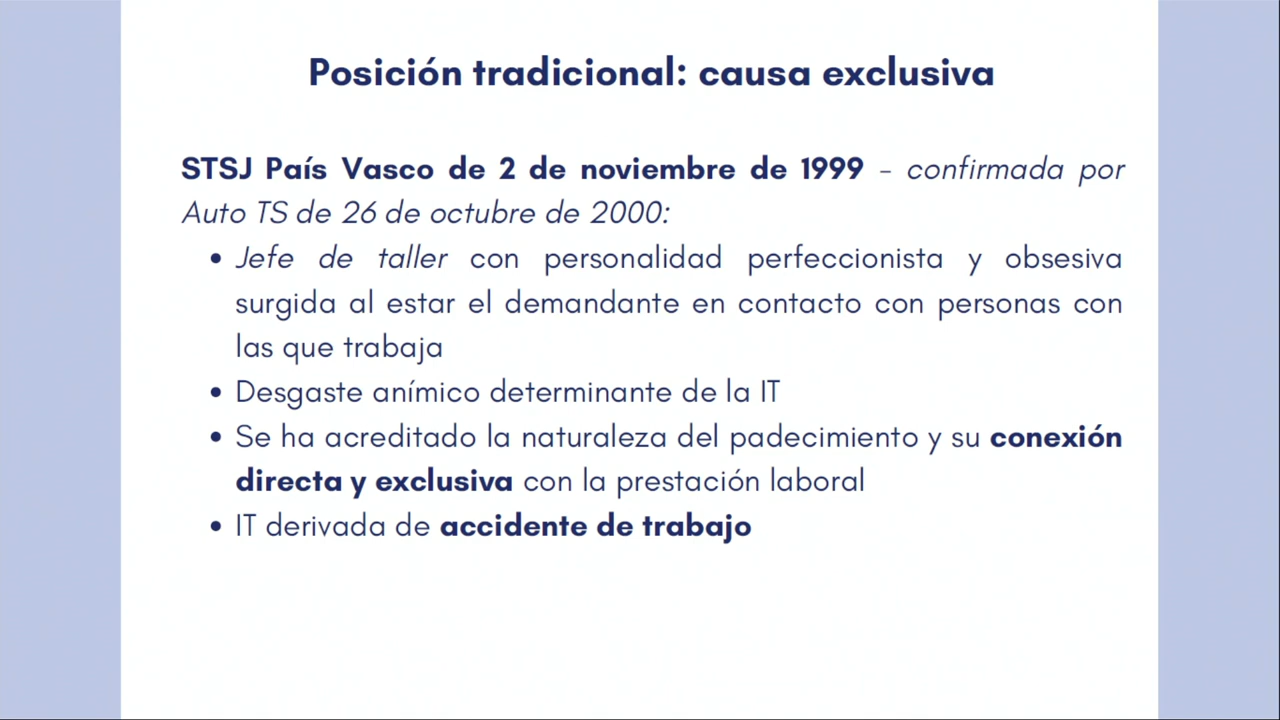 Posición tradicional: causa exclusiva
STSJ País Vasco de 2 de noviembre de 1999 – confirmada por
Auto TS de 26 de octubre de 2000:
• Jefe de taller con personalidad perfeccionista y obsesiva
surgida al estar el demandante en contacto con personas con
las que trabaja
• Desgaste anímico determinante de la IT
• Se ha acreditado la naturaleza del padecimiento y su conexión
directa y exclusiva con la prestación laboral
• IT derivada de accidente de trabajo